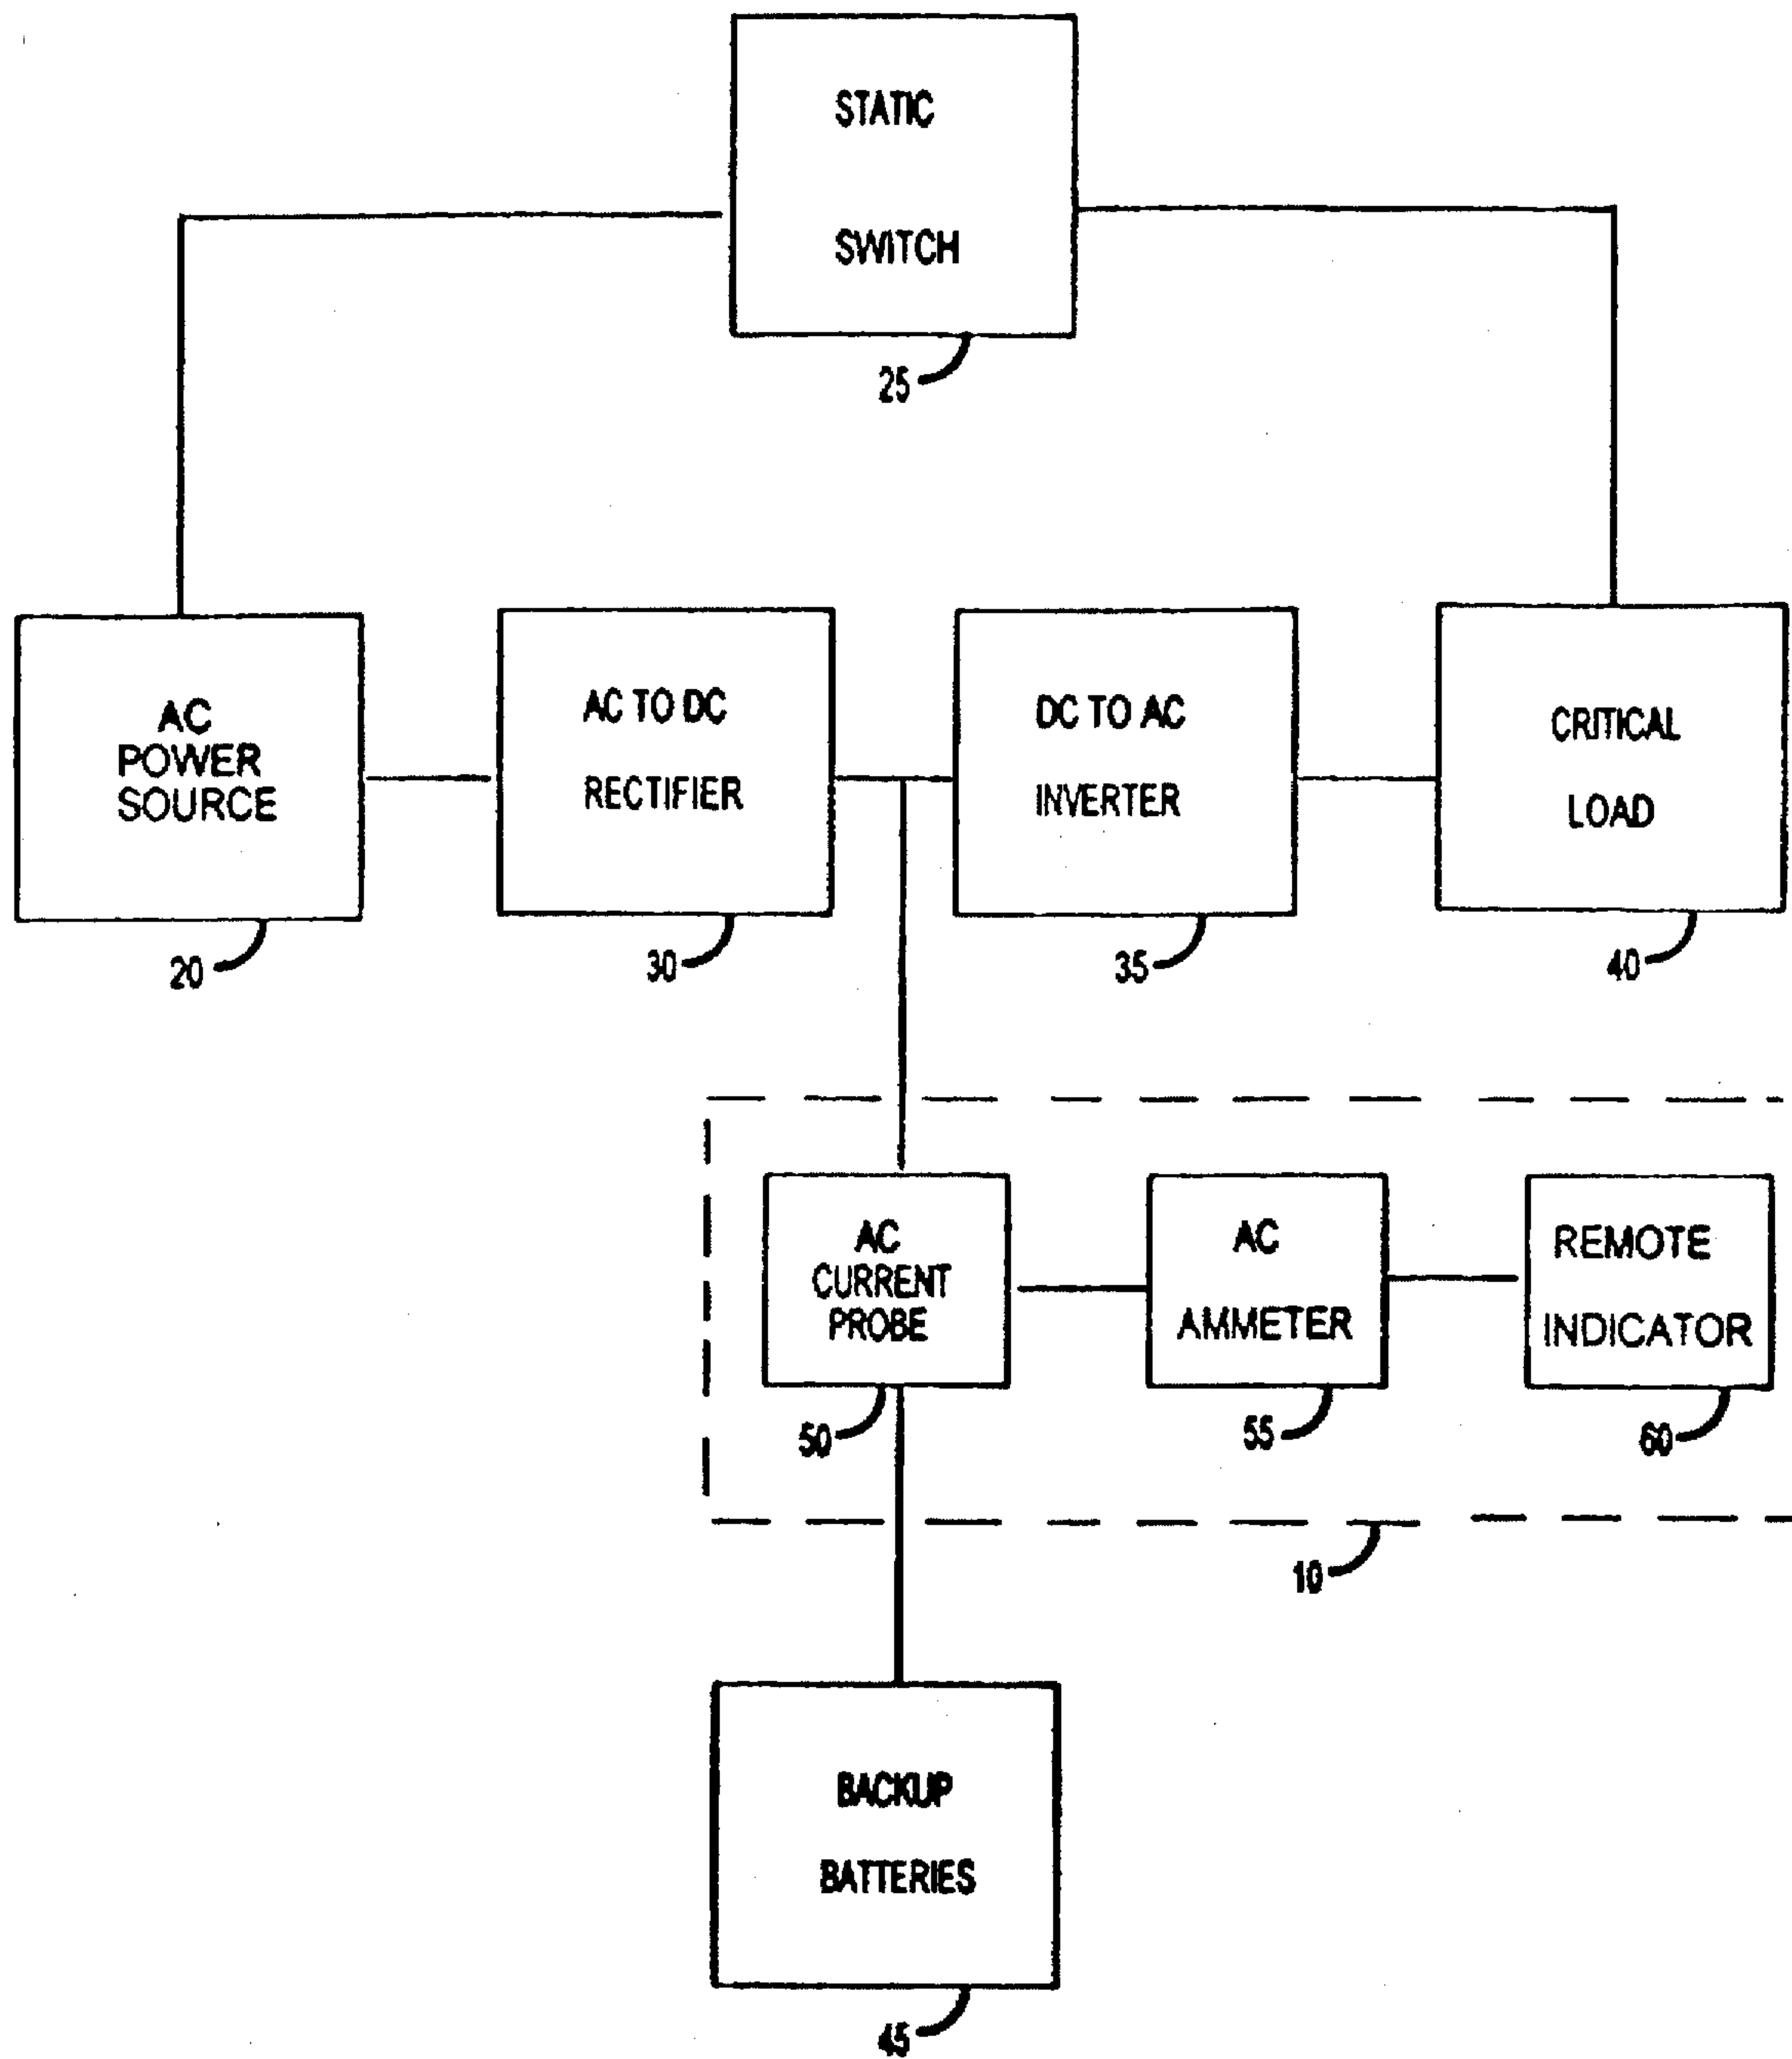 STATIC
SWITCH
25
AC
POWER
SOURCE
20
AC TO DC
RECTIFIER
30
DC TO AC
INVERTER
35
CRITICAL
LOAD
40
AC
CURRENT
PROBE
50
AC
AMMETER
55
REMOTE
INDICATOR
60
10
BACKUP
BATTERIES
45